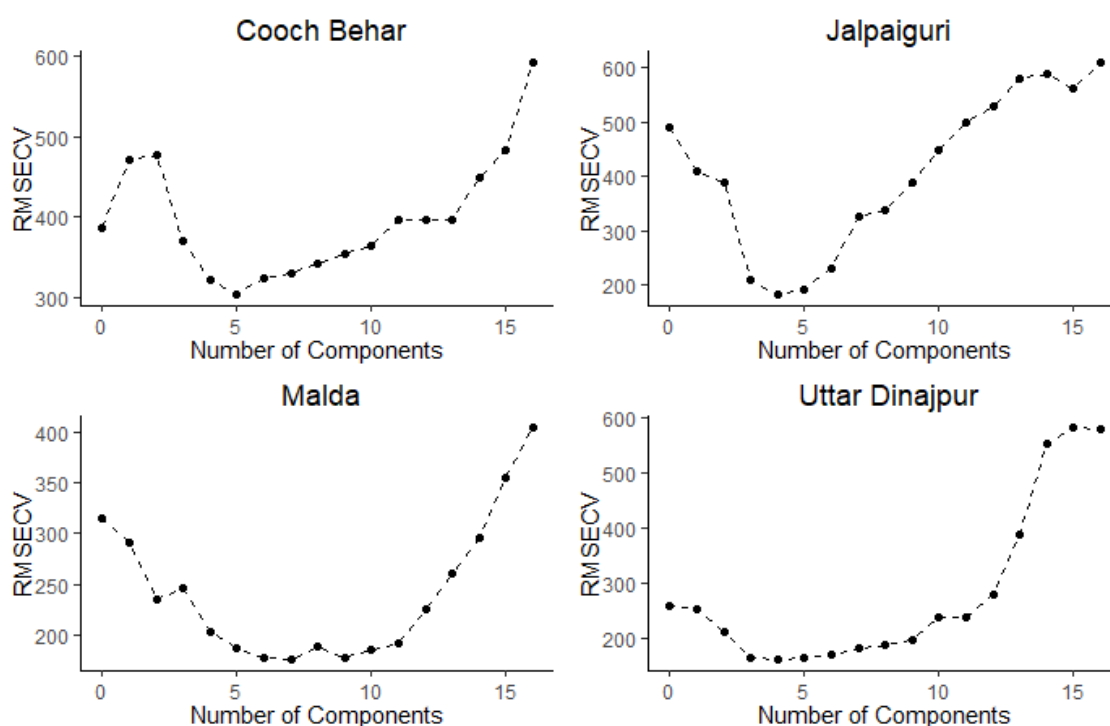 Cooch Behar
600
500
400
300
RMSECV
0 5 10 15
Number of Components
Jalpaiguri
600
500
400
300
200
RMSECV
0 5 10 15
Number of Components
Malda
400
350
300
250
200
RMSECV
0 5 10 15
Number of Components
Uttar Dinajpur
600
500
400
300
200
RMSECV
0 5 10 15
Number of Components